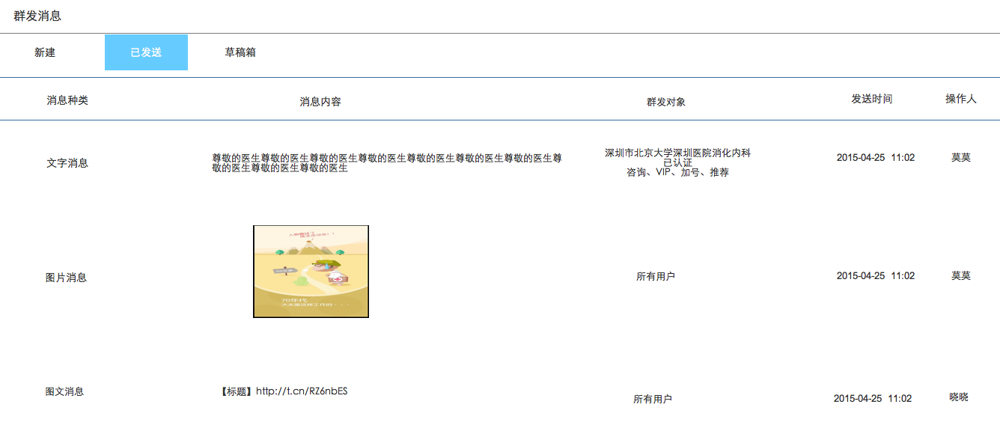 群发消息
新建 已发送 草稿箱
消息种类 消息内容 群发对象 发送时间 操作人
文字消息
尊敬的医生尊敬的医生尊敬的医生尊敬的医生尊敬的医生尊敬的医生尊敬的医生尊
敬的医生尊敬的医生尊敬的医生
深圳市北京大学深圳医院消化内科
已认证
咨询、VIP、加号、推荐
2015-04-25 11:02 莫莫
图片消息
70年代
所有用户 2015-04-25 11:02 莫莫
图文消息 【标题】http://t.cn/RZ6nbES 所有用户 2015-04-25 11:02 晓晓